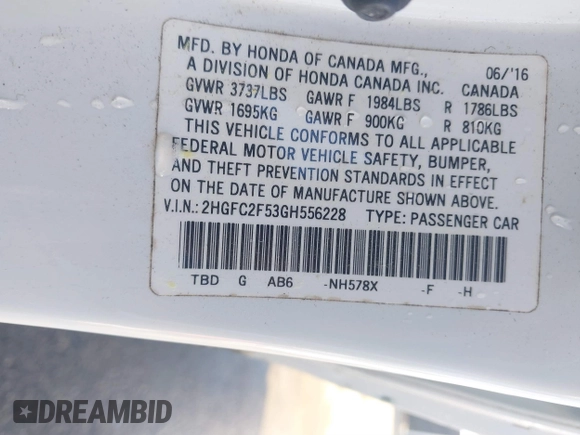 MFD. BY HONDA OF CANADA MFG., 06/'16
A DIVISION OF HONDA CANADA INC. CANADA
GVWR 3737LBS GAWR F 1984LBS R 1786LBS
GVWR 1695KG GAWR F 900KG R 810KG
THIS VEHICLE CONFORMS TO ALL APPLICABLE
FEDERAL MOTOR VEHICLE SAFETY, BUMPER,
AND THEFT PREVENTION STANDARDS IN EFFECT
ON THE DATE OF MANUFACTURE SHOWN ABOVE.
V.I.N.: 2HGFC2F53GH556228 TYPE: PASSENGER CAR
TBD G AB6 -NH578X -F -H
DREAMBID